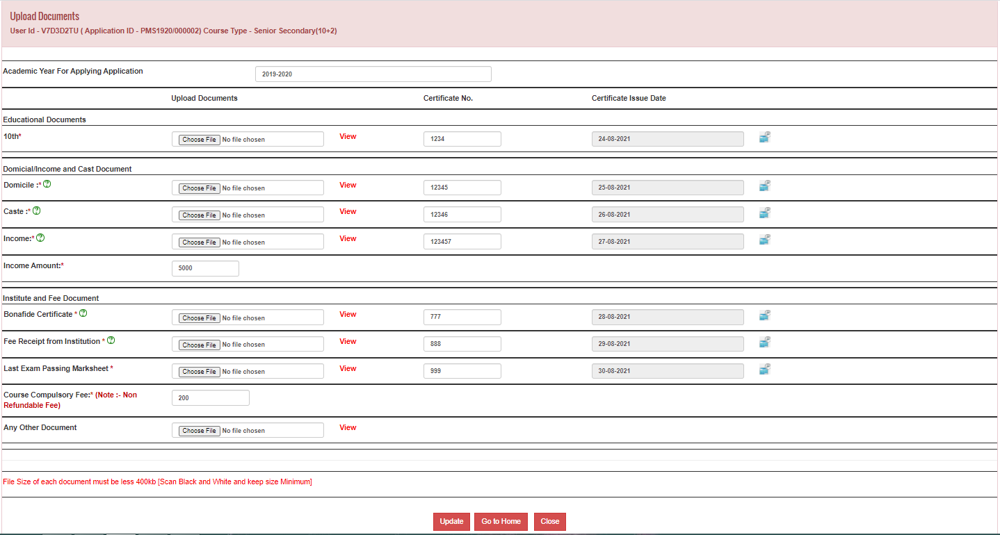 Upload Documents
User Id - V7D3D2TU ( Application ID - PMS1920/000002) Course Type - Senior Secondary(10+2)
Academic Year For Applying Application 2019-2020
Upload Documents Certificate No. Certificate Issue Date
Educational Documents
10th* Choose File No file chosen View 1234 24-08-2021
Domicial/Income and Cast Document
Domicile :* Choose File No file chosen View 12345 25-08-2021
Caste :* Choose File No file chosen View 12346 26-08-2021
Income:* Choose File No file chosen View 123457 27-08-2021
Income Amount:* 5000
Institute and Fee Document
Bonafide Certificate * Choose File No file chosen View 777 28-08-2021
Fee Receipt from Institution * Choose File No file chosen View 888 29-08-2021
Last Exam Passing Marksheet * Choose File No file chosen View 999 30-08-2021
Course Compulsory Fee:* (Note :- Non
Refundable Fee) 200
Any Other Document Choose File No file chosen View
File Size of each document must be less 400kb [Scan Black and White and keep size Minimum]
Update Go to Home Close